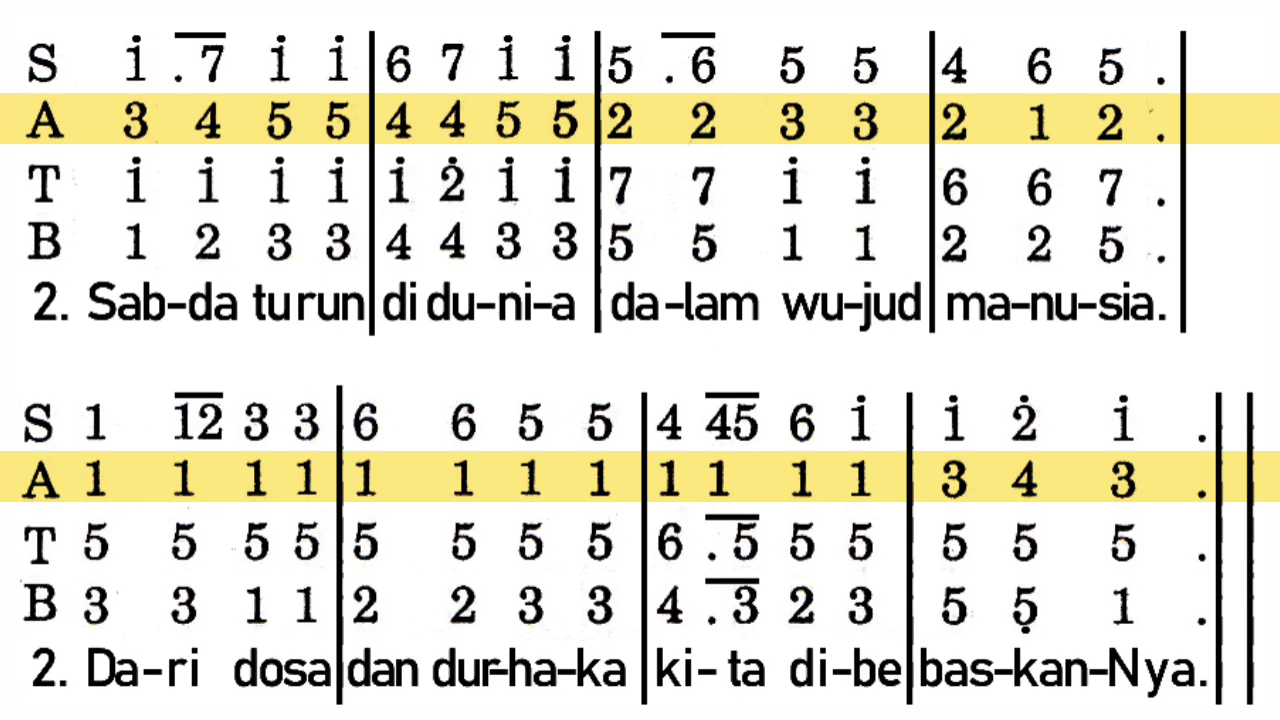 S i̇ .7̅ i̇ i̇ | 6 7 i̇ i̇ | 5 .6̅ 5 5 | 4 6 5 . |
A 3 4 5 5 | 4 4 5 5 | 2 2 3 3 | 2 1 2 . |
T i̇ i̇ i̇ i̇ | i̇ 2̇ i̇ i̇ | 7 7 i̇ i̇ | 6 6 7 . |
B 1 2 3 3 | 4 4 3 3 | 5 5 1 1 | 2 2 5 . |
2. Sab-da turun | di du-ni-a | da-lam wu-jud | ma-nu-sia. |
S 1 1̅2̅ 3 3 | 6 6 5 5 | 4 4̅5̅ 6 i̇ | i̇ 2̇ i̇ . ||
A 1 1 1 1 | 1 1 1 1 | 1 1 1 1 | 3 4 3 . ||
T 5 5 5 5 | 5 5 5 5 | 6 .5̅ 5 5 | 5 5 5 . ||
B 3 3 1 1 | 2 2 3 3 | 4 .3̅ 2 3 | 5 5̣ 1 . ||
2. Da-ri dosa | dan dur-ha-ka | ki-ta di-be | bas-kan-Nya. ||